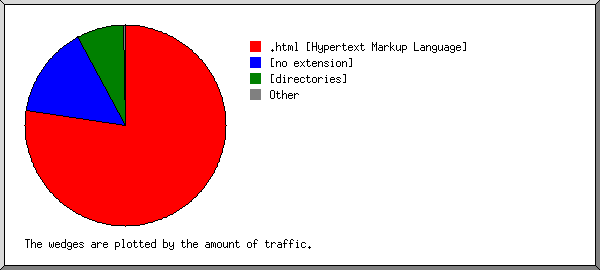 .html [Hypertext Markup Language]
[no extension]
[directories]
Other
The wedges are plotted by the amount of traffic.